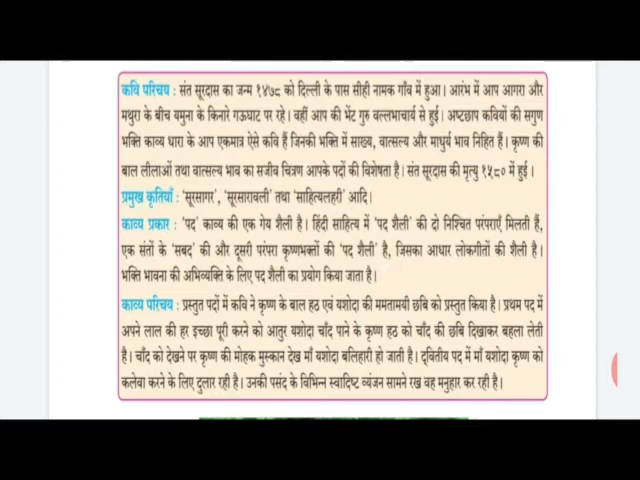 कवि परिचय : संत सूरदास का जन्म १४७८ को दिल्ली के पास सीही नामक गाँव में हुआ। आरंभ में आप आगरा और
मथुरा के बीच यमुना के किनारे गऊघाट पर रहे। वहीं आप की भेंट गुरु वल्लभाचार्य से हुई। अष्टछाप कवियों की सगुण
भक्ति काव्य धारा के आप एकमात्र ऐसे कवि हैं जिनकी भक्ति में साख्य, वात्सल्य और माधुर्य भाव निहित हैं। कृष्ण की
बाल लीलाओं तथा वात्सल्य भाव का सजीव चित्रण आपके पदों की विशेषता है। संत सूरदास की मृत्यु १५८० में हुई।
प्रमुख कृतियाँ : ‘सूरसागर’, ‘सूरसारावली’ तथा ‘साहित्यलहरी’ आदि।
काव्य प्रकार : ‘पद’ काव्य की एक गेय शैली है। हिंदी साहित्य में ‘पद शैली’ की दो निश्चित परंपराएँ मिलती हैं,
एक संतों के ‘सबद’ की और दूसरी परंपरा कृष्णभक्तों की ‘पद शैली’ है, जिसका आधार लोकगीतों की शैली है।
भक्ति भावना की अभिव्यक्ति के लिए पद शैली का प्रयोग किया जाता है।
काव्य परिचय : प्रस्तुत पदों में कवि ने कृष्ण के बाल हठ एवं यशोदा की ममतामयी छबि को प्रस्तुत किया है। प्रथम पद में
अपने लाल की हर इच्छा पूरी करने को आतुर यशोदा चाँद पाने के कृष्ण हठ को चाँद की छबि दिखाकर बहला लेती
है। चाँद को देखने पर कृष्ण की मोहक मुस्कान देख माँ यशोदा बलिहारी हो जाती है। द्‌वितीय पद में माँ यशोदा कृष्ण को
कलेवा करने के लिए दुलार रही है। उनकी पसंद के विभिन्न स्वादिष्ट व्यंजन सामने रख वह मनुहार कर रही है।